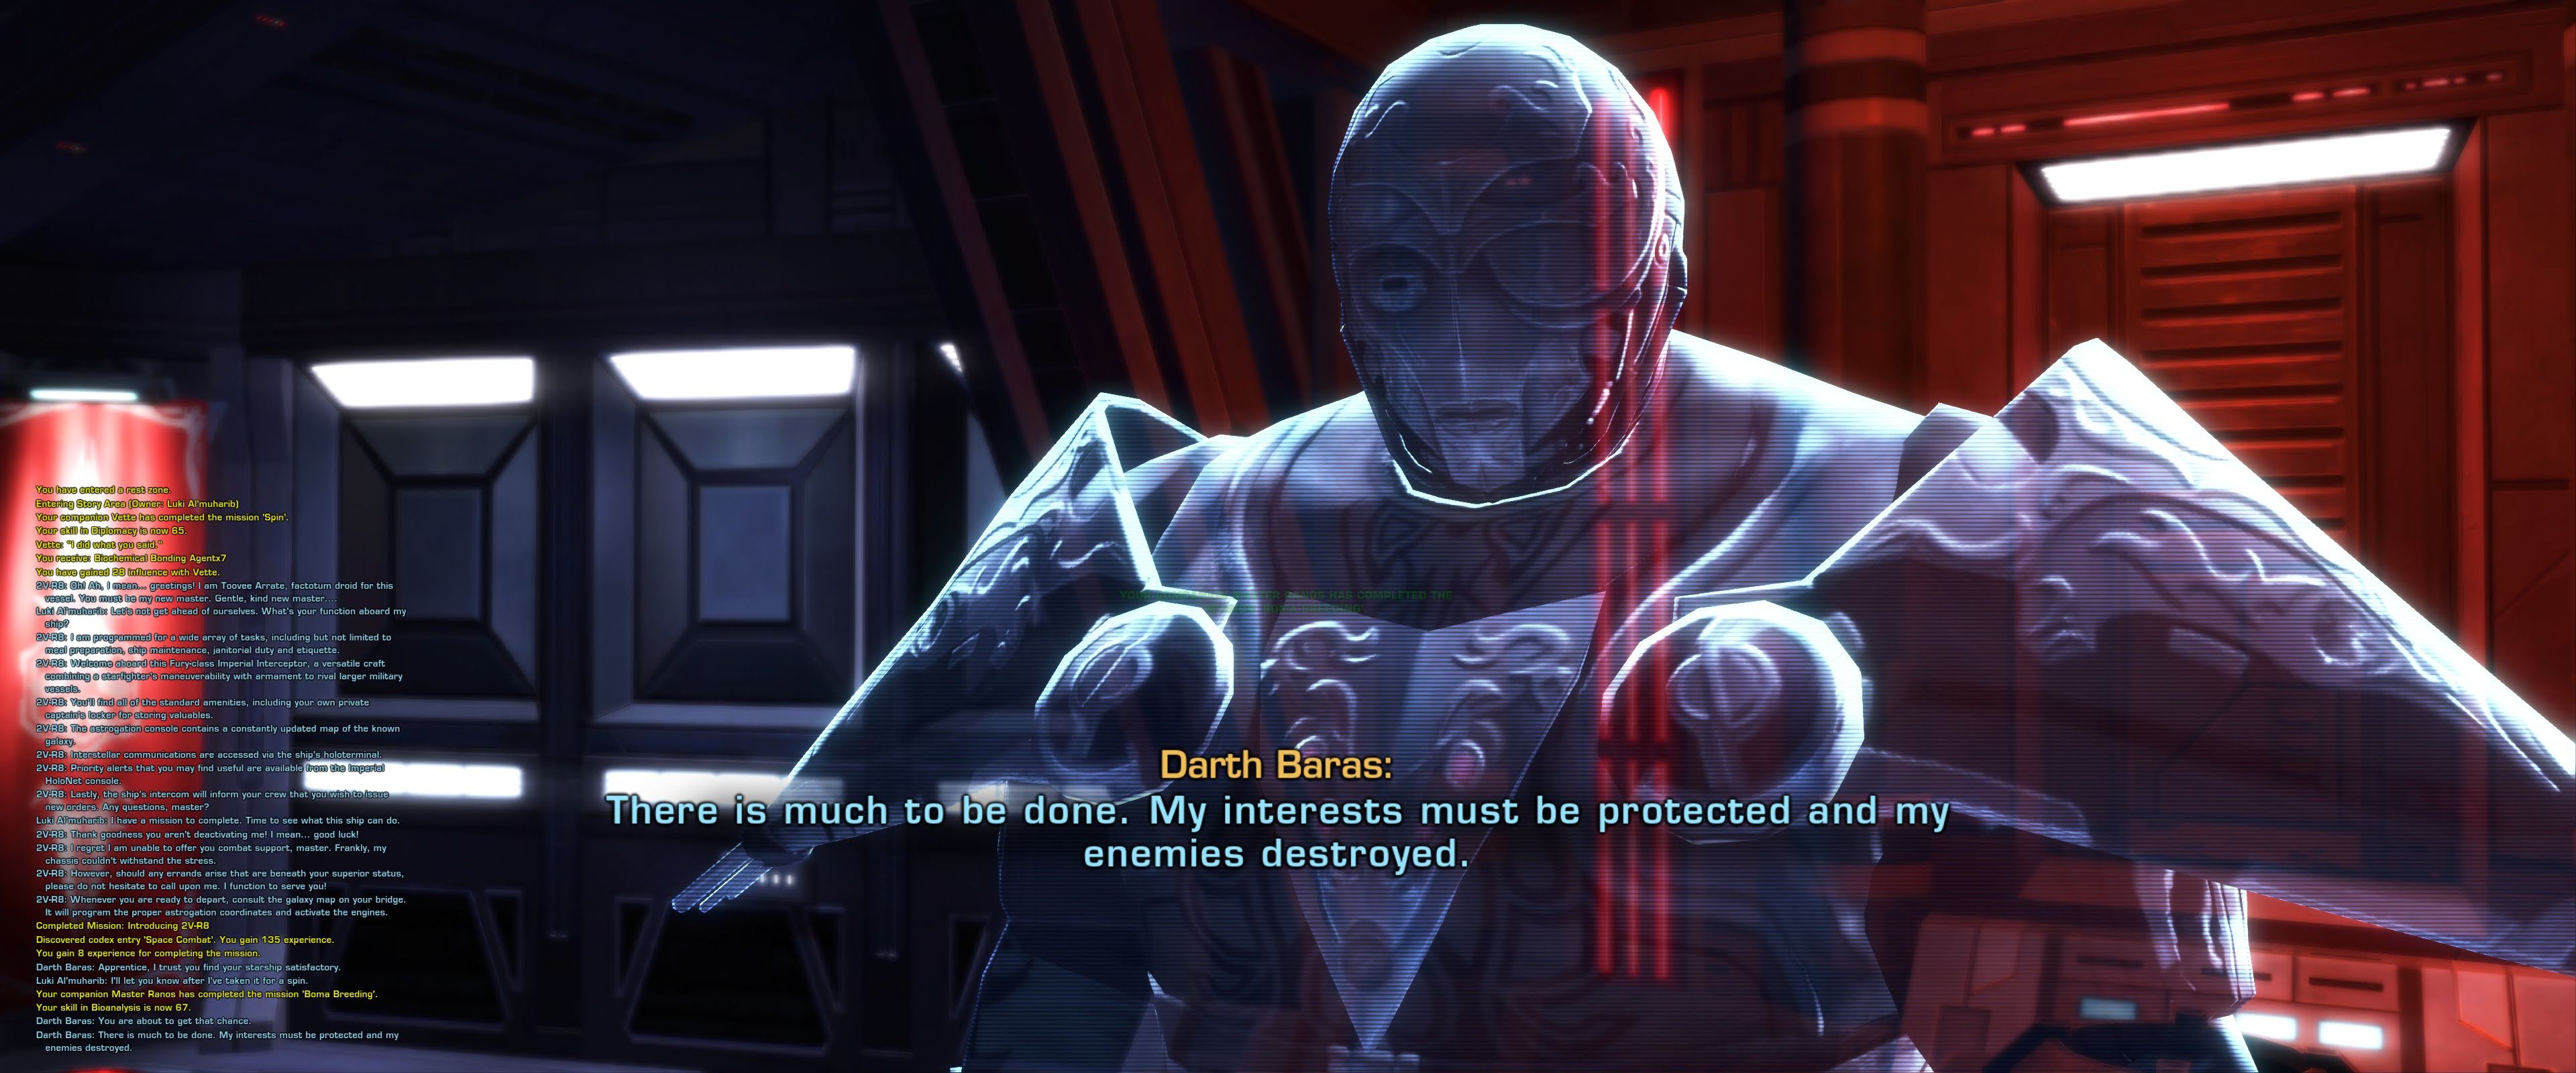 You have entered a rest zone.
Entering Story Area (Owner: Luki Al'muharib)
Your companion Vette has completed the mission 'Spin'.
Your skill in Diplomacy is now 65.
Vette: "I did what you said."
You receive: Biochemical Bonding Agentx7
You have gained 28 influence with Vette.
2V-R8: Oh! Ah, I mean... greetings! I am Toovee Arrate, factotum droid for this
vessel. You must be my new master. Gentle, kind new master....
Luki Al'muharib: Let's not get ahead of ourselves. What's your function aboard my
ship?
2V-R8: I am programmed for a wide array of tasks, including but not limited to
meal preparation, ship maintenance, janitorial duty and etiquette.
2V-R8: Welcome aboard this Fury-class Imperial Interceptor, a versatile craft
combining a starfighter's maneuverability with armament to rival larger military
vessels.
2V-R8: You'll find all of the standard amenities, including your own private
captain's locker for storing valuables.
2V-R8: The astrogation console contains a constantly updated map of the known
galaxy.
2V-R8: Interstellar communications are accessed via the ship's holoterminal.
2V-R8: Priority alerts that you may find useful are available from the Imperial
HoloNet console.
2V-R8: Lastly, the ship's intercom will inform your crew that you wish to issue
new orders. Any questions, master?
Luki Al'muharib: I have a mission to complete. Time to see what this ship can do.
2V-R8: Thank goodness you aren't deactivating me! I mean... good luck!
2V-R8: I regret I am unable to offer you combat support, master. Frankly, my
chassis couldn't withstand the stress.
2V-R8: However, should any errands arise that are beneath your superior status,
please do not hesitate to call upon me. I function to serve you!
2V-R8: Whenever you are ready to depart, consult the galaxy map on your bridge.
It will program the proper astrogation coordinates and activate the engines.
Completed Mission: Introducing 2V-R8
Discovered codex entry 'Space Combat'. You gain 135 experience.
You gain 8 experience for completing the mission.
Darth Baras: Apprentice, I trust you find your starship satisfactory.
Luki Al'muharib: I'll let you know after I've taken it for a spin.
Your companion Master Ranos has completed the mission 'Boma Breeding'.
Your skill in Bioanalysis is now 67.
Darth Baras: You are about to get that chance.
Darth Baras: There is much to be done. My interests must be protected and my
enemies destroyed.
RANOS HAS COMPLETED THE
Darth Baras:
There is much to be done. My interests must be protected and my
enemies destroyed.